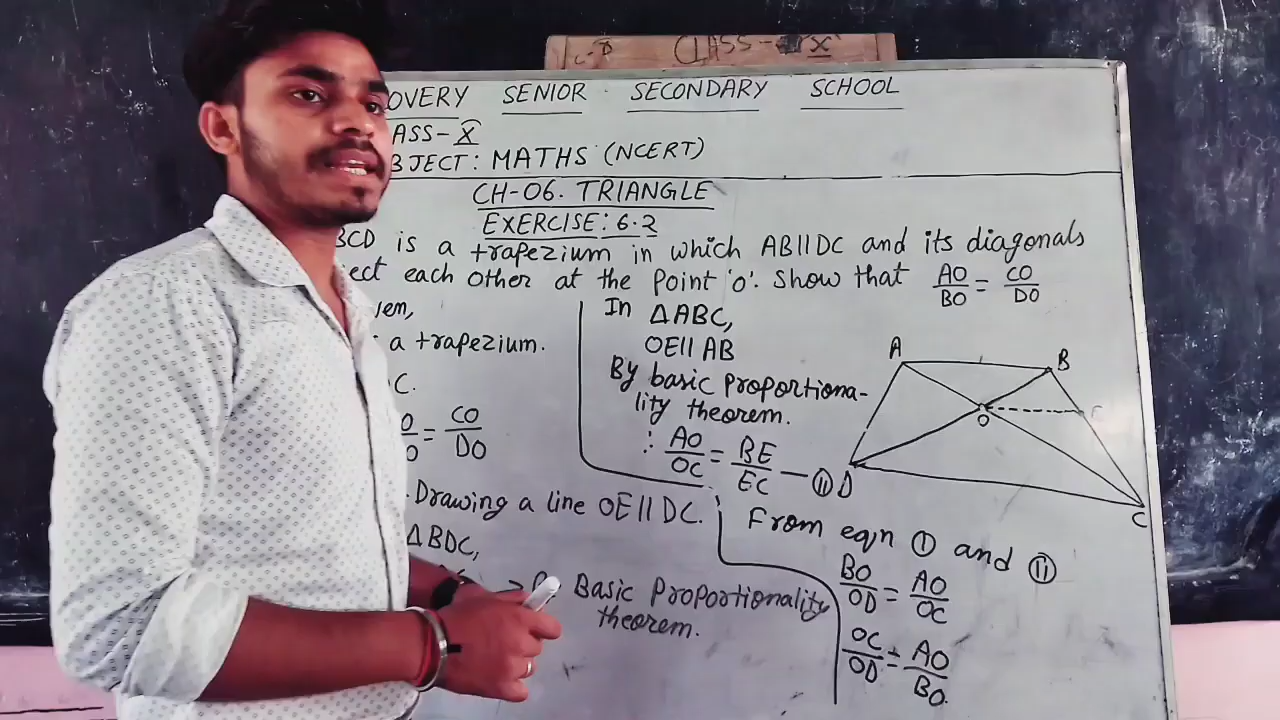 CLASS - X
OVERY SENIOR SECONDARY SCHOOL
ASS-X
BJECT: MATHS (NCERT)
CH-06. TRIANGLE
EXERCISE: 6.2
BCD is a trapezium in which AB||DC and its diagonals
ect each other at the point 'O'. Show that AO/BO = CO/DO
en,
a trapezium.
C.
O/O = CO/DO
Drawing a line OE||DC.
ΔBDC,
Basic Proportionality
theorem.
In ΔABC,
OE||AB
By basic proportiona-
lity theorem.
∴ AO/OC = BE/EC — (II)
A
B
O
D
C
From eqn (I) and (II)
BO/OD = AO/OC
OC/OD = AO/BO.